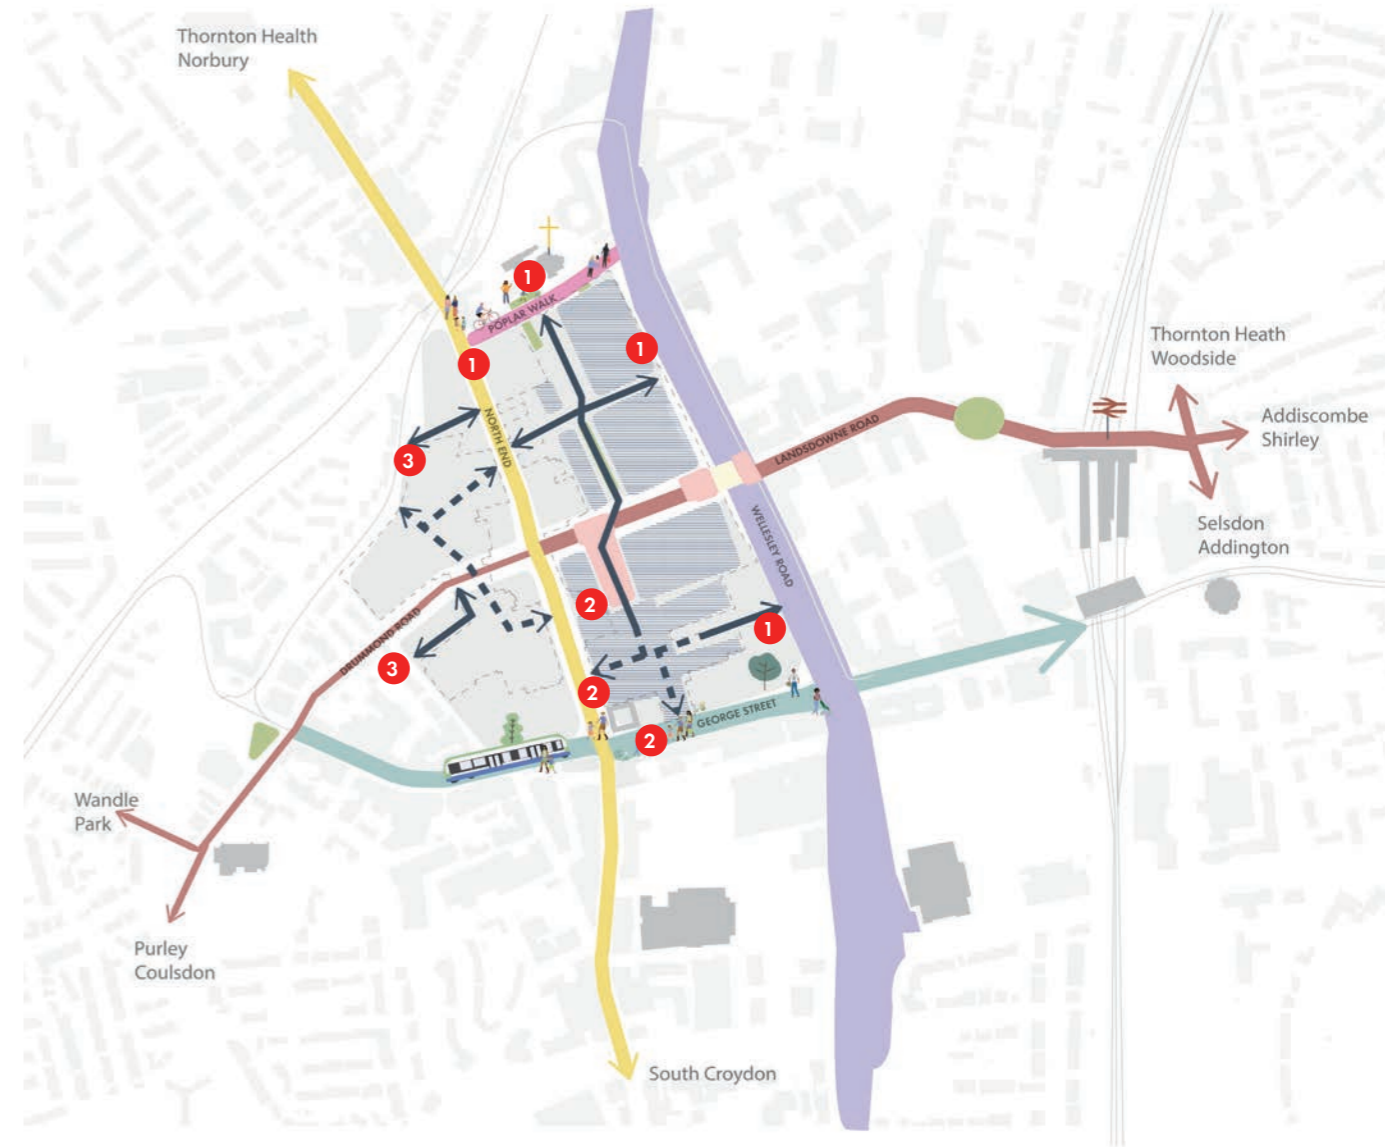 Thornton Health
Norbury
1
POPLAR WALK
1
1
Thornton Heath
Woodside
Addiscombe
Shirley
NORTH END
LANDSDOWNE ROAD
3
Selsdon
Addington
WELLESLEY ROAD
2
1
DRUMMOND ROAD
3
2
GEORGE STREET
2
Wandle
Park
Purley
Coulsdon
South Croydon